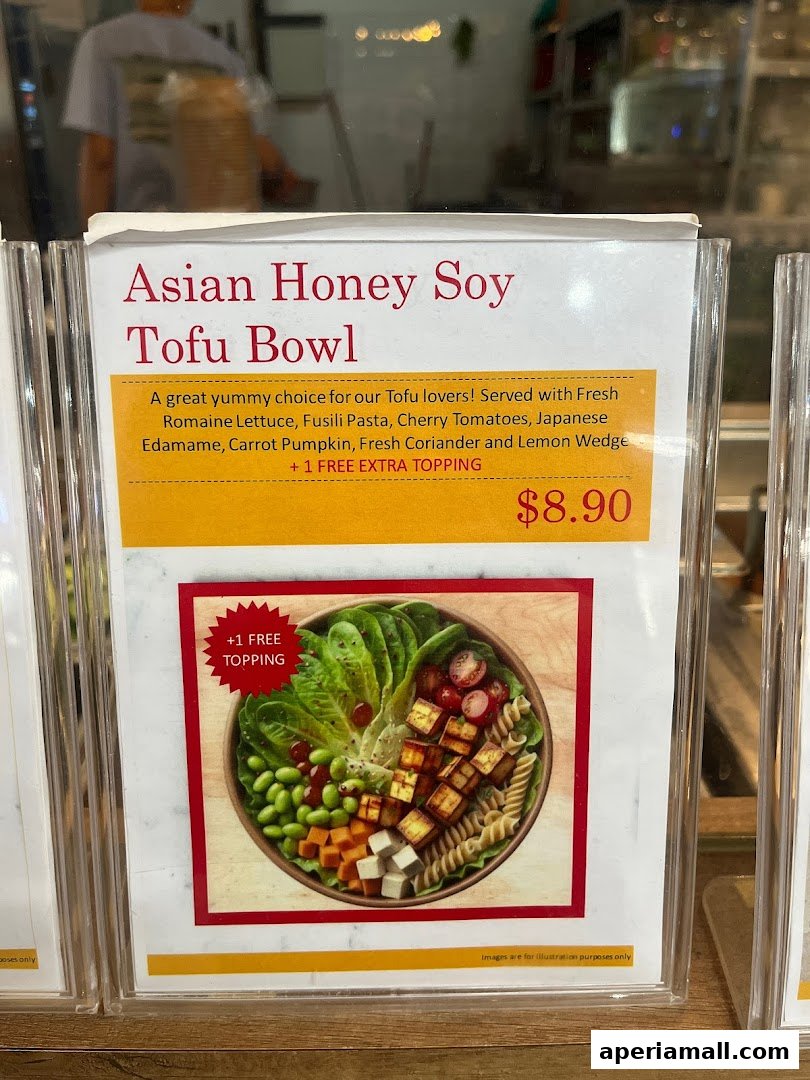 Asian Honey Soy
Tofu Bowl
A great yummy choice for our Tofu lovers! Served with Fresh
Romaine Lettuce, Fusili Pasta, Cherry Tomatoes, Japanese
Edamame, Carrot Pumpkin, Fresh Coriander and Lemon Wedge
+ 1 FREE EXTRA TOPPING
$8.90
+1 FREE
TOPPING
Images are for illustration purposes only
poses only
aperiamall.com